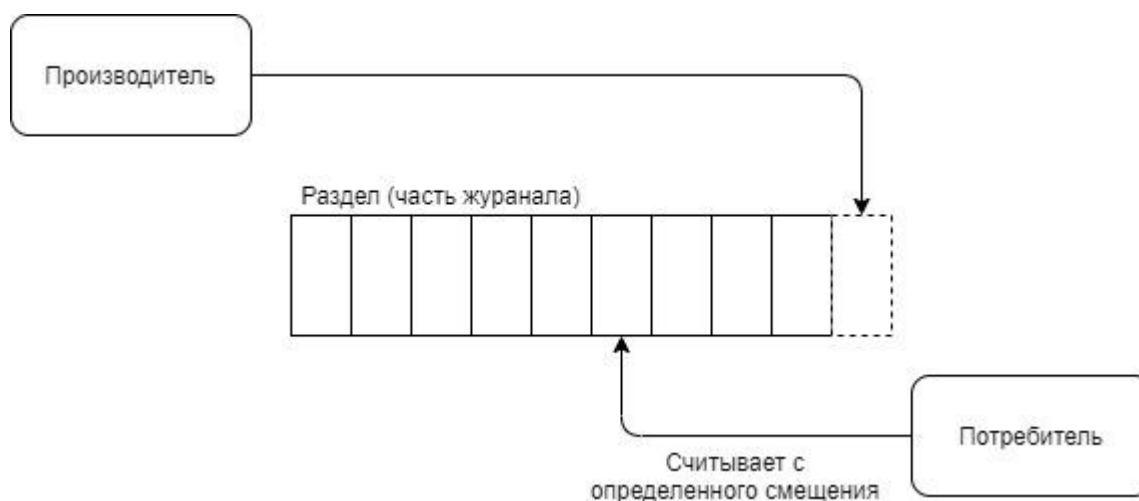 Производитель
Раздел (часть журанала)
Потребитель
Считывает с
определенного смещения